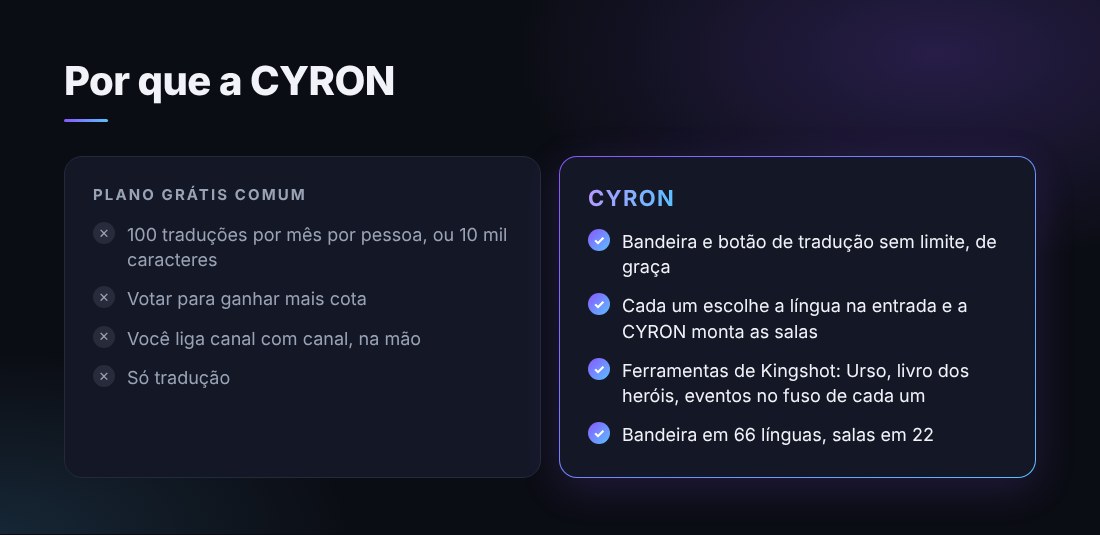 Por que a CYRON
PLANO GRÁTIS COMUM
100 traduções por mês por pessoa, ou 10 mil
caracteres
Votar para ganhar mais cota
Você liga canal com canal, na mão
Só tradução
CYRON
Bandeira e botão de tradução sem limite, de
graça
Cada um escolhe a língua na entrada e a
CYRON monta as salas
Ferramentas de Kingshot: Urso, livro dos
heróis, eventos no fuso de cada um
Bandeira em 66 línguas, salas em 22